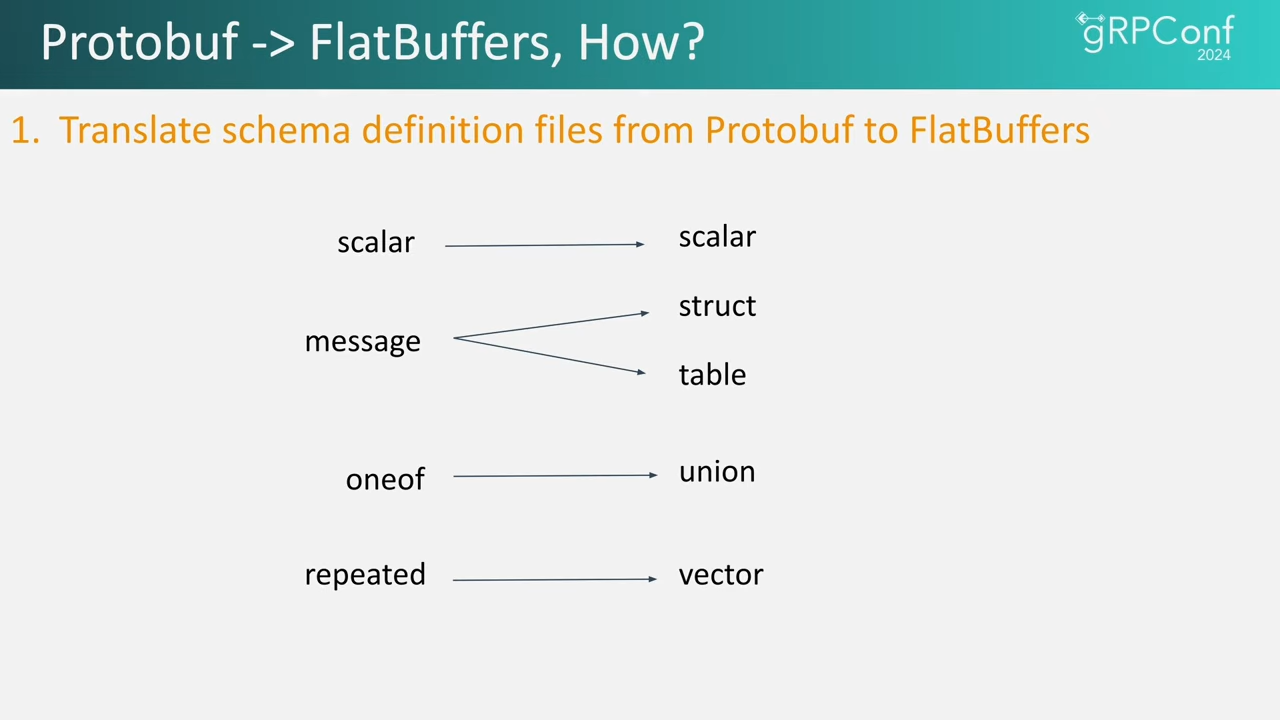 Protobuf -> FlatBuffers, How?
gRPConf
2024
1. Translate schema definition files from Protobuf to FlatBuffers
scalar
scalar
message
struct
table
oneof
union
repeated
vector